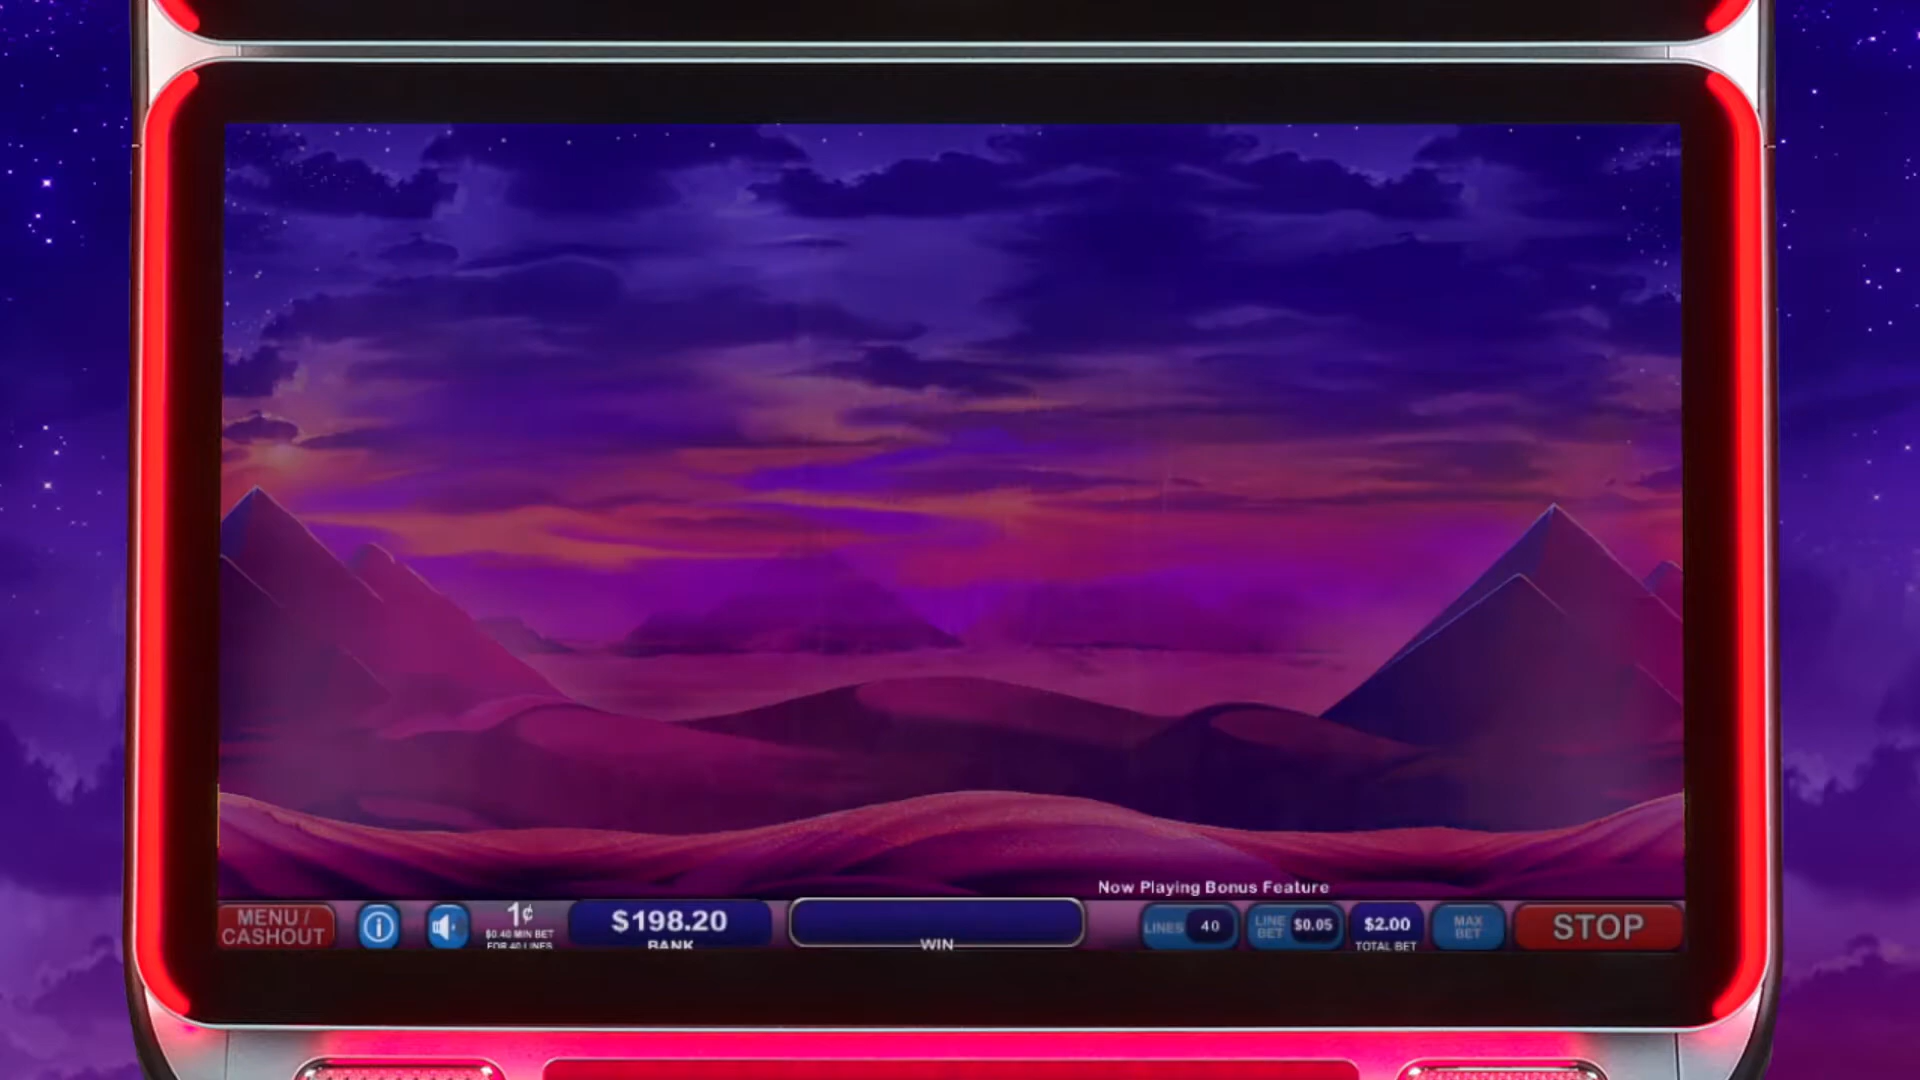 Now Playing Bonus Feature
MENU /
CASHOUT
i
1¢
$0.40 MIN BET
FOR 40 LINES
$198.20
BANK
WIN
LINES 40
LINE
BET $0.05
$2.00
TOTAL BET
MAX
BET
STOP